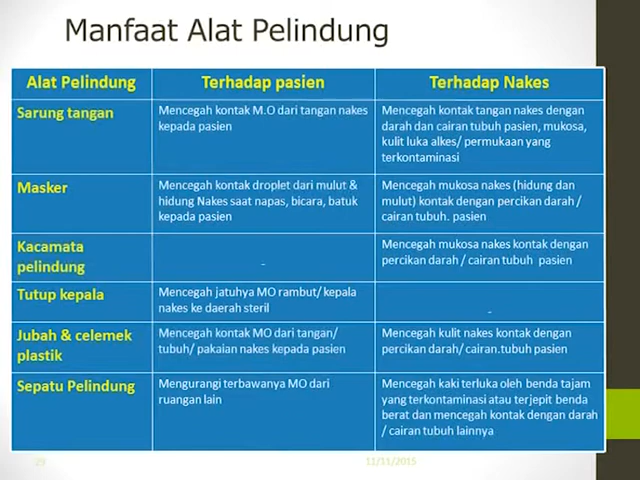 Manfaat Alat Pelindung
Alat Pelindung
Terhadap pasien
Terhadap Nakes
Sarung tangan
Mencegah kontak M.O dari tangan nakes
kepada pasien
Mencegah kontak tangan nakes dengan
darah dan cairan tubuh pasien, mukosa,
kulit luka alkes/ permukaan yang
terkontaminasi
Masker
Mencegah kontak droplet dari mulut &
hidung Nakes saat napas, bicara, batuk
kepada pasien
Mencegah mukosa nakes (hidung dan
mulut) kontak dengan percikan darah /
cairan tubuh. pasien
Kacamata
pelindung
-
Mencegah mukosa nakes kontak dengan
percikan darah / cairan tubuh pasien
Tutup kepala
Mencegah jatuhya MO rambut/ kepala
nakes ke daerah steril
-
Jubah & celemek
plastik
Mencegah kontak MO dari tangan/
tubuh/ pakaian nakes kepada pasien
Mencegah kulit nakes kontak dengan
percikan darah/ cairan.tubuh pasien
Sepatu Pelindung
Mengurangi terbawanya MO dari
ruangan lain
Mencegah kaki terluka oleh benda tajam
yang terkontaminasi atau terjepit benda
berat dan mencegah kontak dengan darah
/ cairan tubuh lainnya
11/11/2015